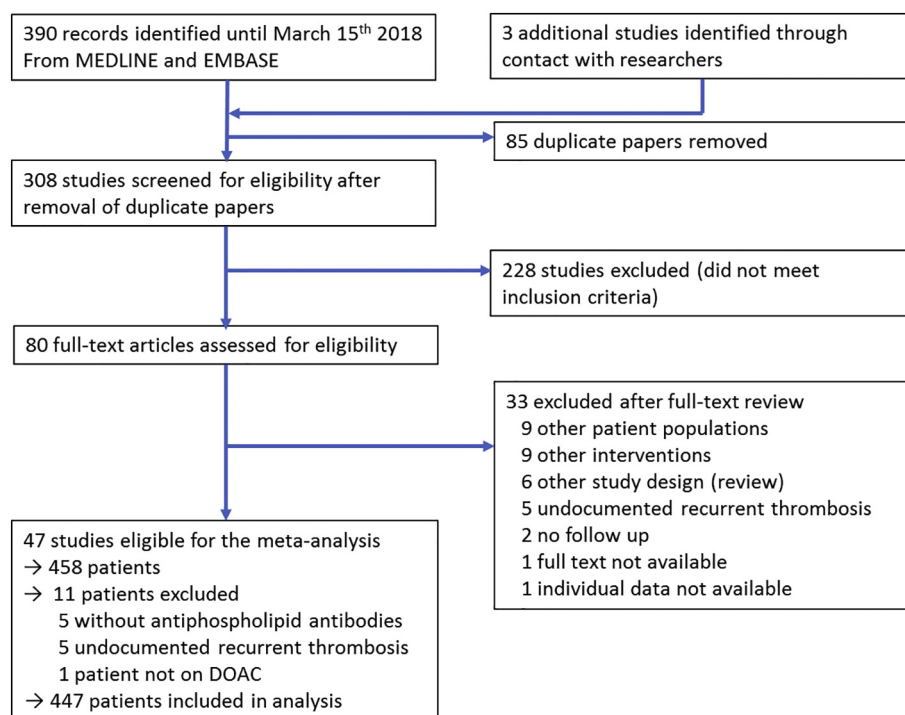 390 records identified until March 15th 2018
From MEDLINE and EMBASE
3 additional studies identified through
contact with researchers
85 duplicate papers removed
308 studies screened for eligibility after
removal of duplicate papers
228 studies excluded (did not meet
inclusion criteria)
80 full-text articles assessed for eligibility
33 excluded after full-text review
9 other patient populations
9 other interventions
6 other study design (review)
5 undocumented recurrent thrombosis
2 no follow up
1 full text not available
1 individual data not available
47 studies eligible for the meta-analysis
→ 458 patients
→ 11 patients excluded
5 without antiphospholipid antibodies
5 undocumented recurrent thrombosis
1 patient not on DOAC
→ 447 patients included in analysis